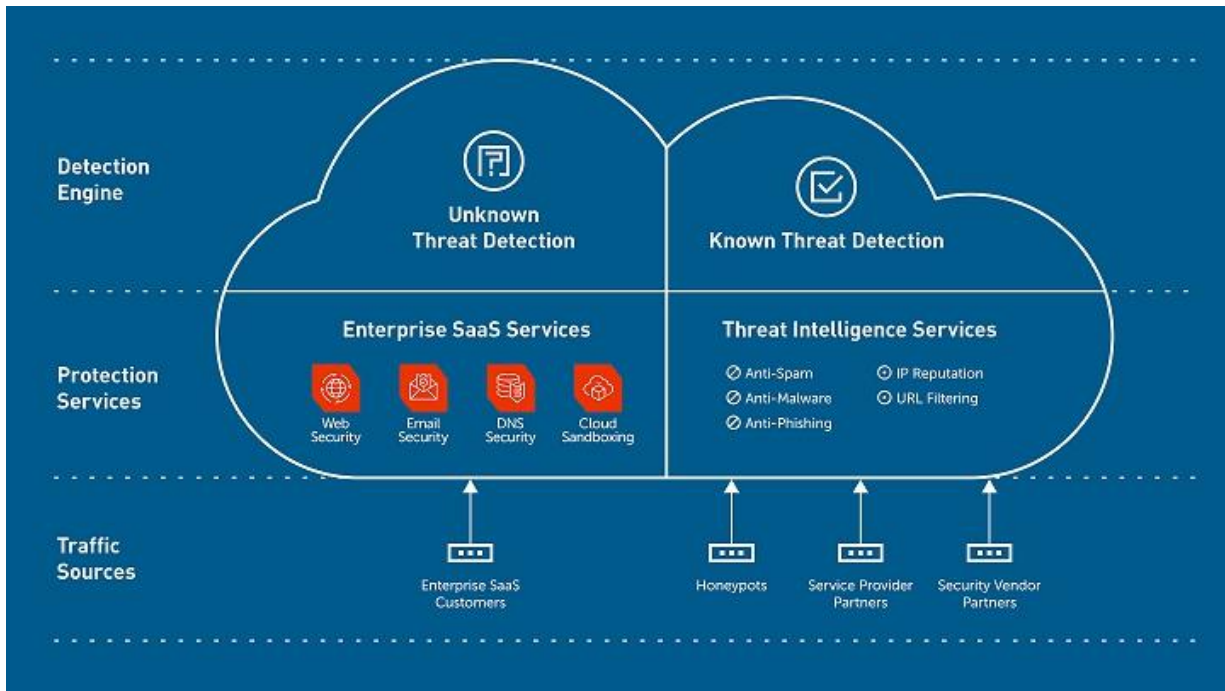 Detection
Engine
Unknown
Threat Detection
Known Threat Detection
Protection
Services
Enterprise SaaS Services
Web
Security
Email
Security
DNS
Security
Cloud
Sandboxing
Threat Intelligence Services
Anti-Spam
Anti-Malware
Anti-Phishing
IP Reputation
URL Filtering
Traffic
Sources
Enterprise SaaS
Customers
Honeypots
Service Provider
Partners
Security Vendor
Partners